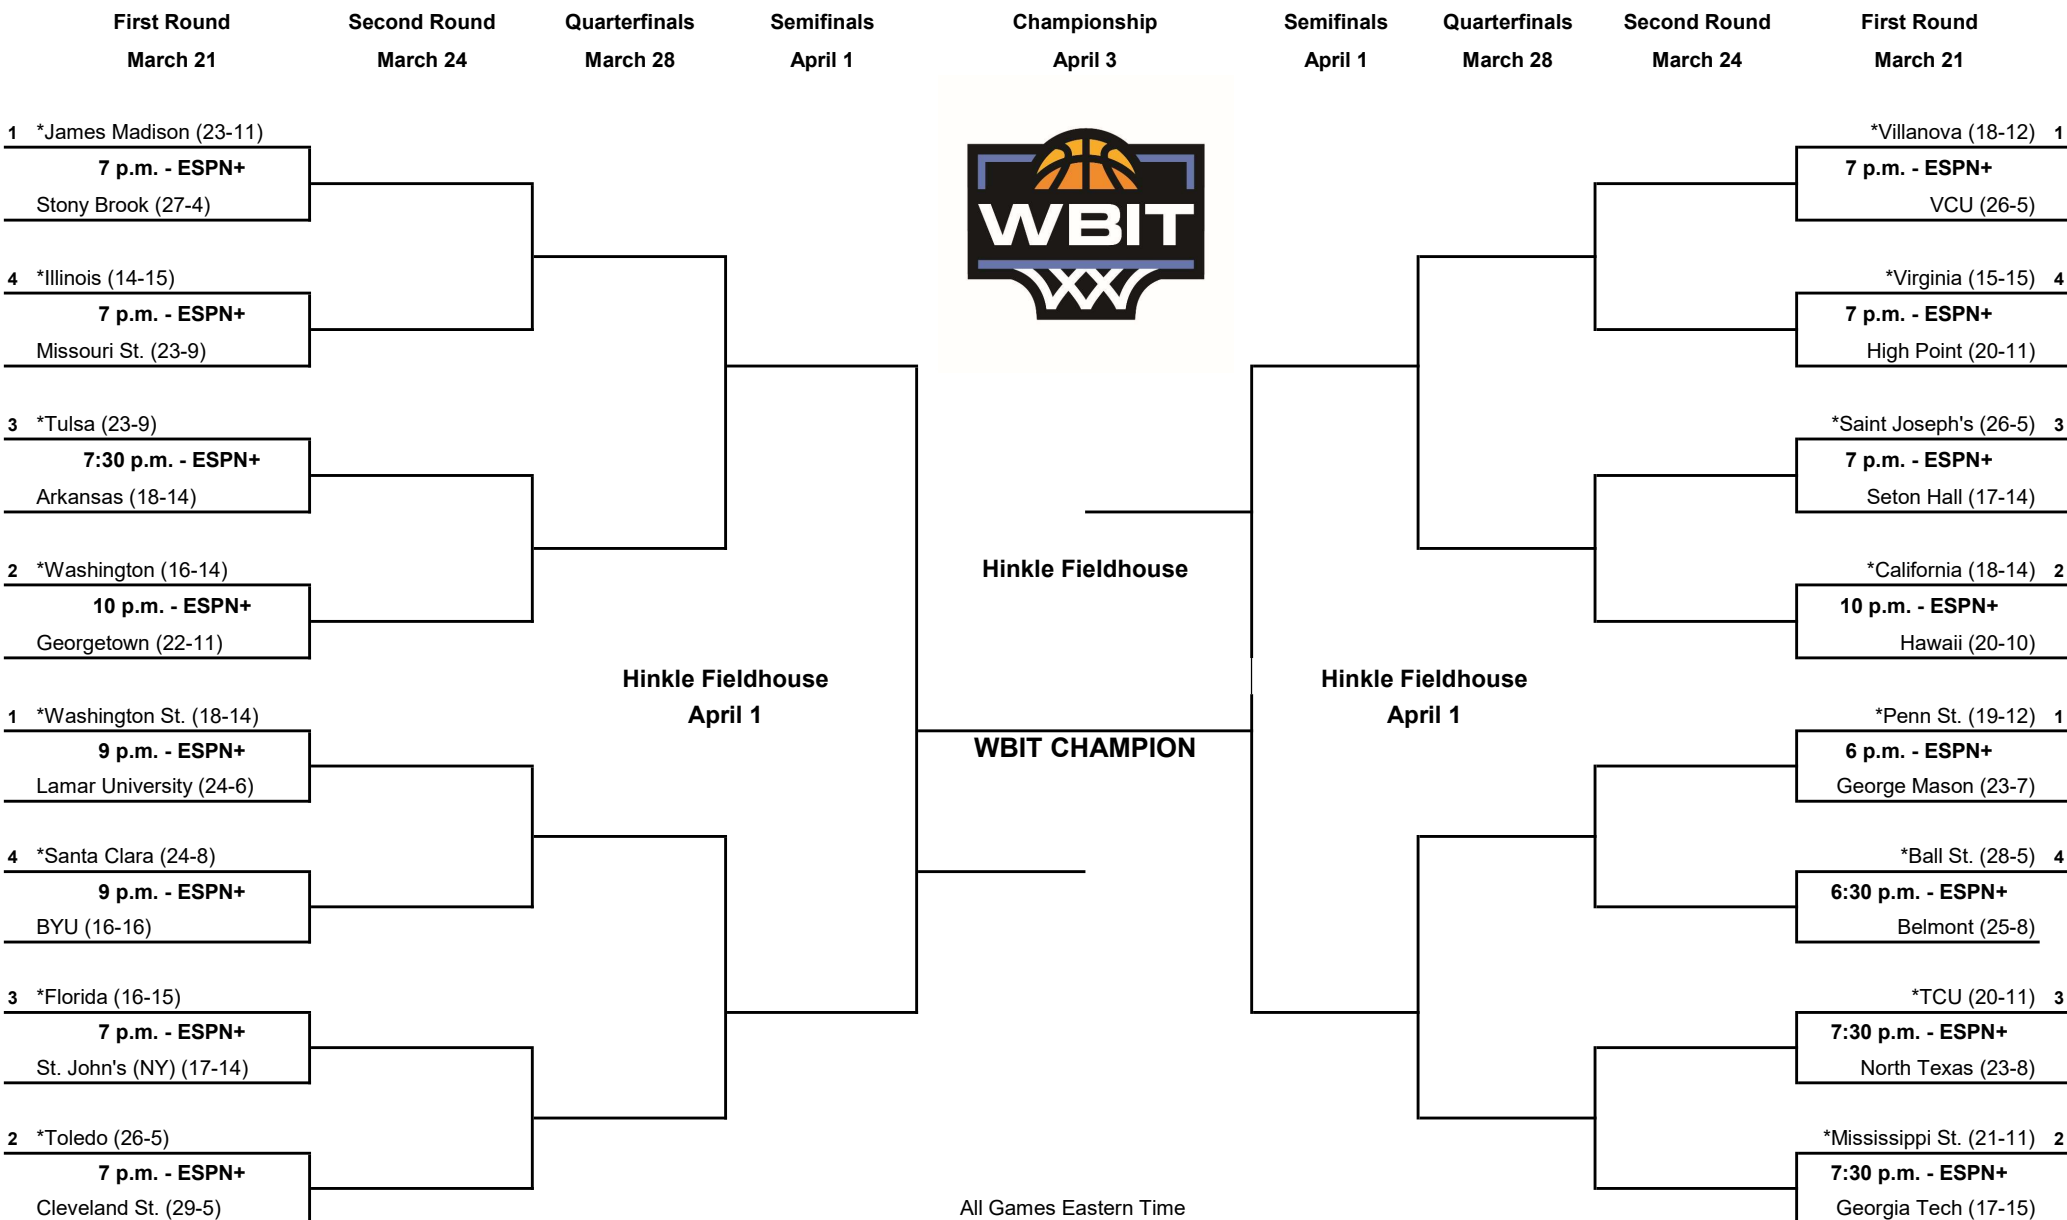 First Round Second Round Quarterfinals Semifinals Championship Semifinals Quarterfinals Second Round First Round
March 21 March 24 March 28 April 1 April 3 April 1 March 28 March 24 March 21
1 *James Madison (23-11)
7 p.m. - ESPN+
Stony Brook (27-4)
4 *Illinois (14-15)
7 p.m. - ESPN+
Missouri St. (23-9)
3 *Tulsa (23-9)
7:30 p.m. - ESPN+
Arkansas (18-14)
2 *Washington (16-14)
10 p.m. - ESPN+
Georgetown (22-11)
1 *Washington St. (18-14)
9 p.m. - ESPN+
Lamar University (24-6)
4 *Santa Clara (24-8)
9 p.m. - ESPN+
BYU (16-16)
3 *Florida (16-15)
7 p.m. - ESPN+
St. John's (NY) (17-14)
2 *Toledo (26-5)
7 p.m. - ESPN+
Cleveland St. (29-5)
Hinkle Fieldhouse
April 1
WBIT
Hinkle Fieldhouse
WBIT CHAMPION
All Games Eastern Time
Hinkle Fieldhouse
April 1
*Villanova (18-12) 1
7 p.m. - ESPN+
VCU (26-5)
*Virginia (15-15) 4
7 p.m. - ESPN+
High Point (20-11)
*Saint Joseph's (26-5) 3
7 p.m. - ESPN+
Seton Hall (17-14)
*California (18-14) 2
10 p.m. - ESPN+
Hawaii (20-10)
*Penn St. (19-12) 1
6 p.m. - ESPN+
George Mason (23-7)
*Ball St. (28-5) 4
6:30 p.m. - ESPN+
Belmont (25-8)
*TCU (20-11) 3
7:30 p.m. - ESPN+
North Texas (23-8)
*Mississippi St. (21-11) 2
7:30 p.m. - ESPN+
Georgia Tech (17-15)